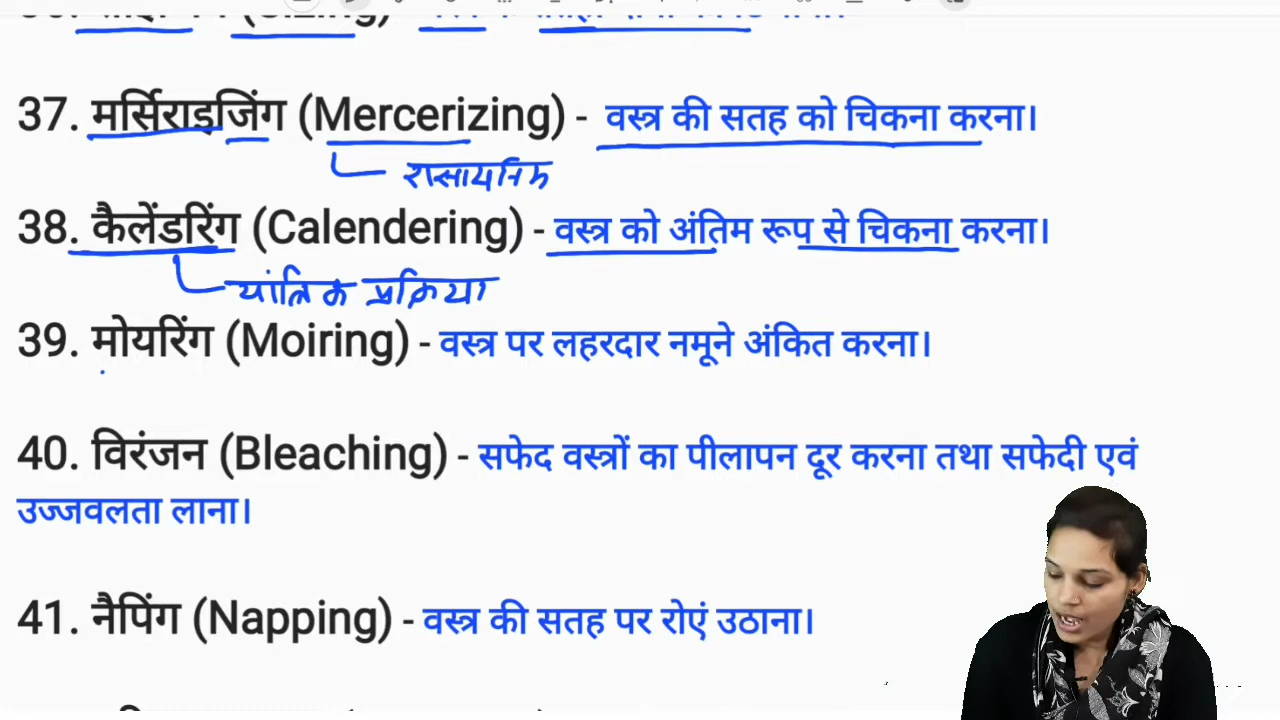 37. मर्सिराइजिंग (Mercerizing) - वस्त्र की सतह को चिकना करना।
रासायनिक
38. कैलेंडरिंग (Calendering) - वस्त्र को अंतिम रूप से चिकना करना।
यांत्रिक प्रक्रिया
39. मोयरिंग (Moiring) - वस्त्र पर लहरदार नमूने अंकित करना।
40. विरंजन (Bleaching) - सफेद वस्त्रों का पीलापन दूर करना तथा सफेदी एवं
उज्जवलता लाना।
41. नैपिंग (Napping) - वस्त्र की सतह पर रोएं उठाना।